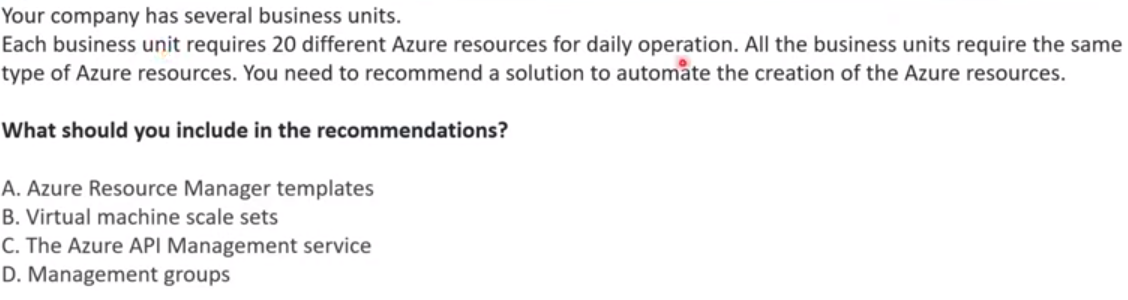 Your company has several business units.
Each business unit requires 20 different Azure resources for daily operation. All the business units require the same
type of Azure resources. You need to recommend a solution to automate the creation of the Azure resources.
What should you include in the recommendations?
A. Azure Resource Manager templates
B. Virtual machine scale sets
C. The Azure API Management service
D. Management groups